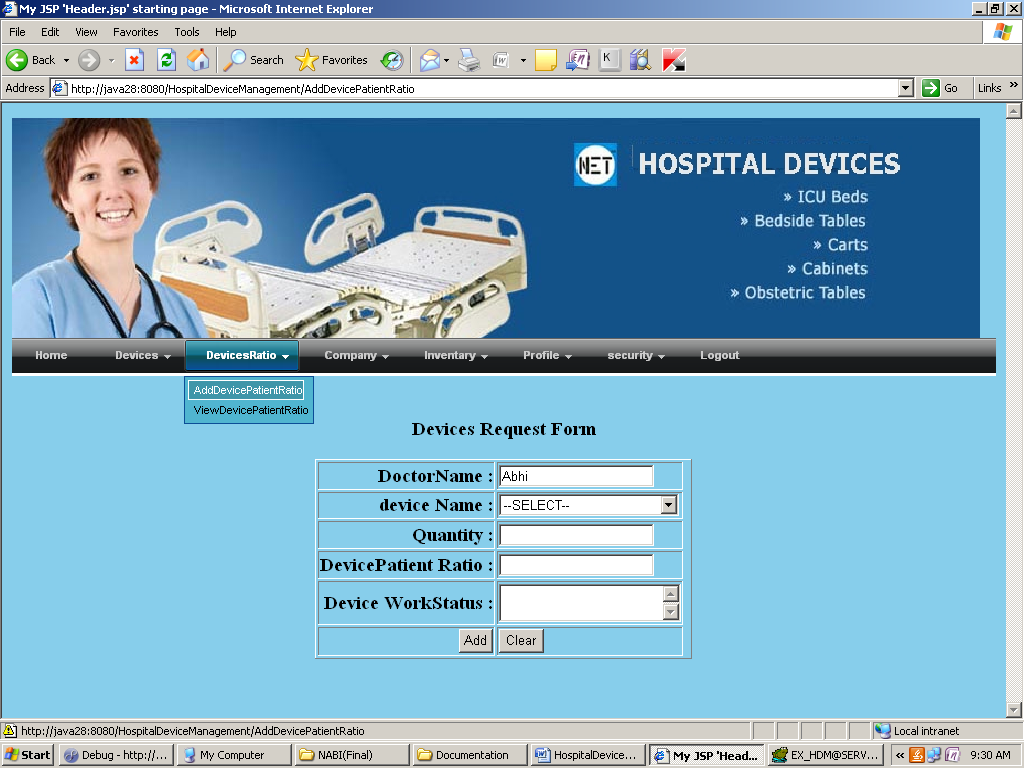 My JSP 'Header.jsp' starting page - Microsoft Internet Explorer
File Edit View Favorites Tools Help
Back Search Favorites
Address http://java28:8080/HospitalDeviceManagement/AddDevicePatientRatio Go Links »
NET HOSPITAL DEVICES
» ICU Beds
» Bedside Tables
» Carts
» Cabinets
» Obstetric Tables
Home Devices DevicesRatio Company Inventory Profile security Logout
AddDevicePatientRatio
ViewDevicePatientRatio
Devices Request Form
DoctorName : Abhi
device Name : --SELECT--
Quantity :
DevicePatient Ratio :
Device WorkStatus :
Add Clear
http://java28:8080/HospitalDeviceManagement/AddDevicePatientRatio Local intranet
Start Debug - http://... My Computer NABI(Final) Documentation HospitalDevice... My JSP 'Head... EX_HDM@SERV... « 9:30 AM